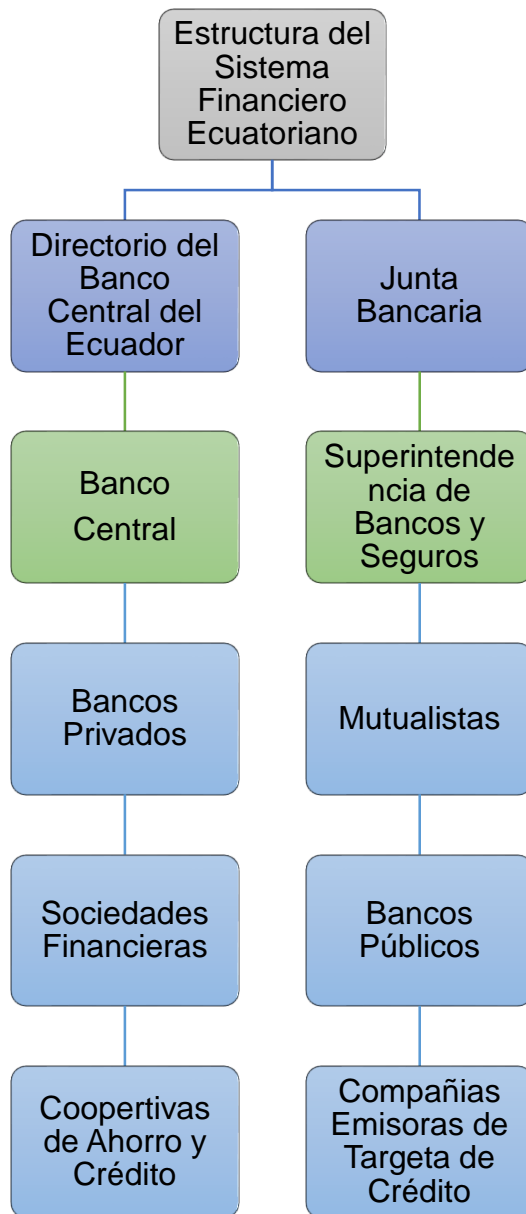 Estructura del
Sistema
Financiero
Ecuatoriano
Directorio del
Banco
Central del
Ecuador
Junta
Bancaria
Banco
Central
Superintende
ncia de
Bancos y
Seguros
Bancos
Privados
Mutualistas
Sociedades
Financieras
Bancos
Públicos
Coopertivas
de Ahorro y
Crédito
Compañias
Emisoras de
Targeta de
Crédito